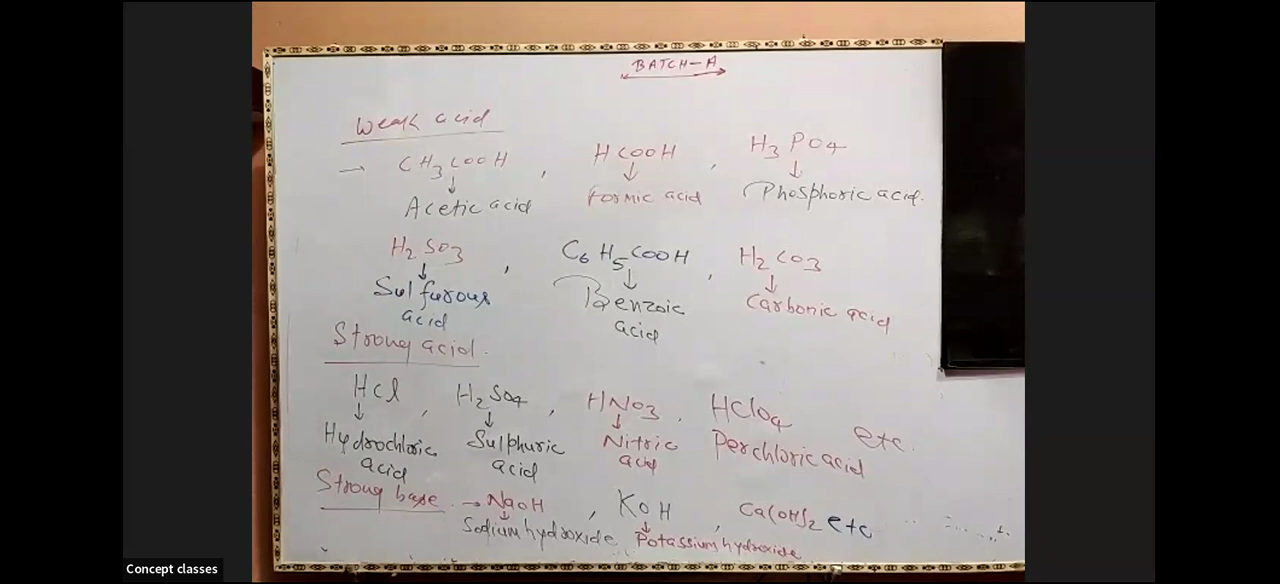 BATCH-A
Weak acid
→ CH3COOH , HCOOH , H3PO4
↓ ↓ ↓
Acetic acid Formic acid Phosphoric acid.
H2SO3 , C6H5COOH , H2CO3
↓ ↓ ↓
Sulfurous acid Benzoic acid Carbonic acid
Strong acid.
HCl , H2SO4 , HNO3 , HClO4 etc.
↓ ↓ ↓
Hydrochloric acid Sulphuric acid Nitric acid Perchloric acid
Strong base → NaOH , KOH , Ca(OH)2 etc
↓ ↓
Sodium hydroxide Potassium hydroxide
Concept classes